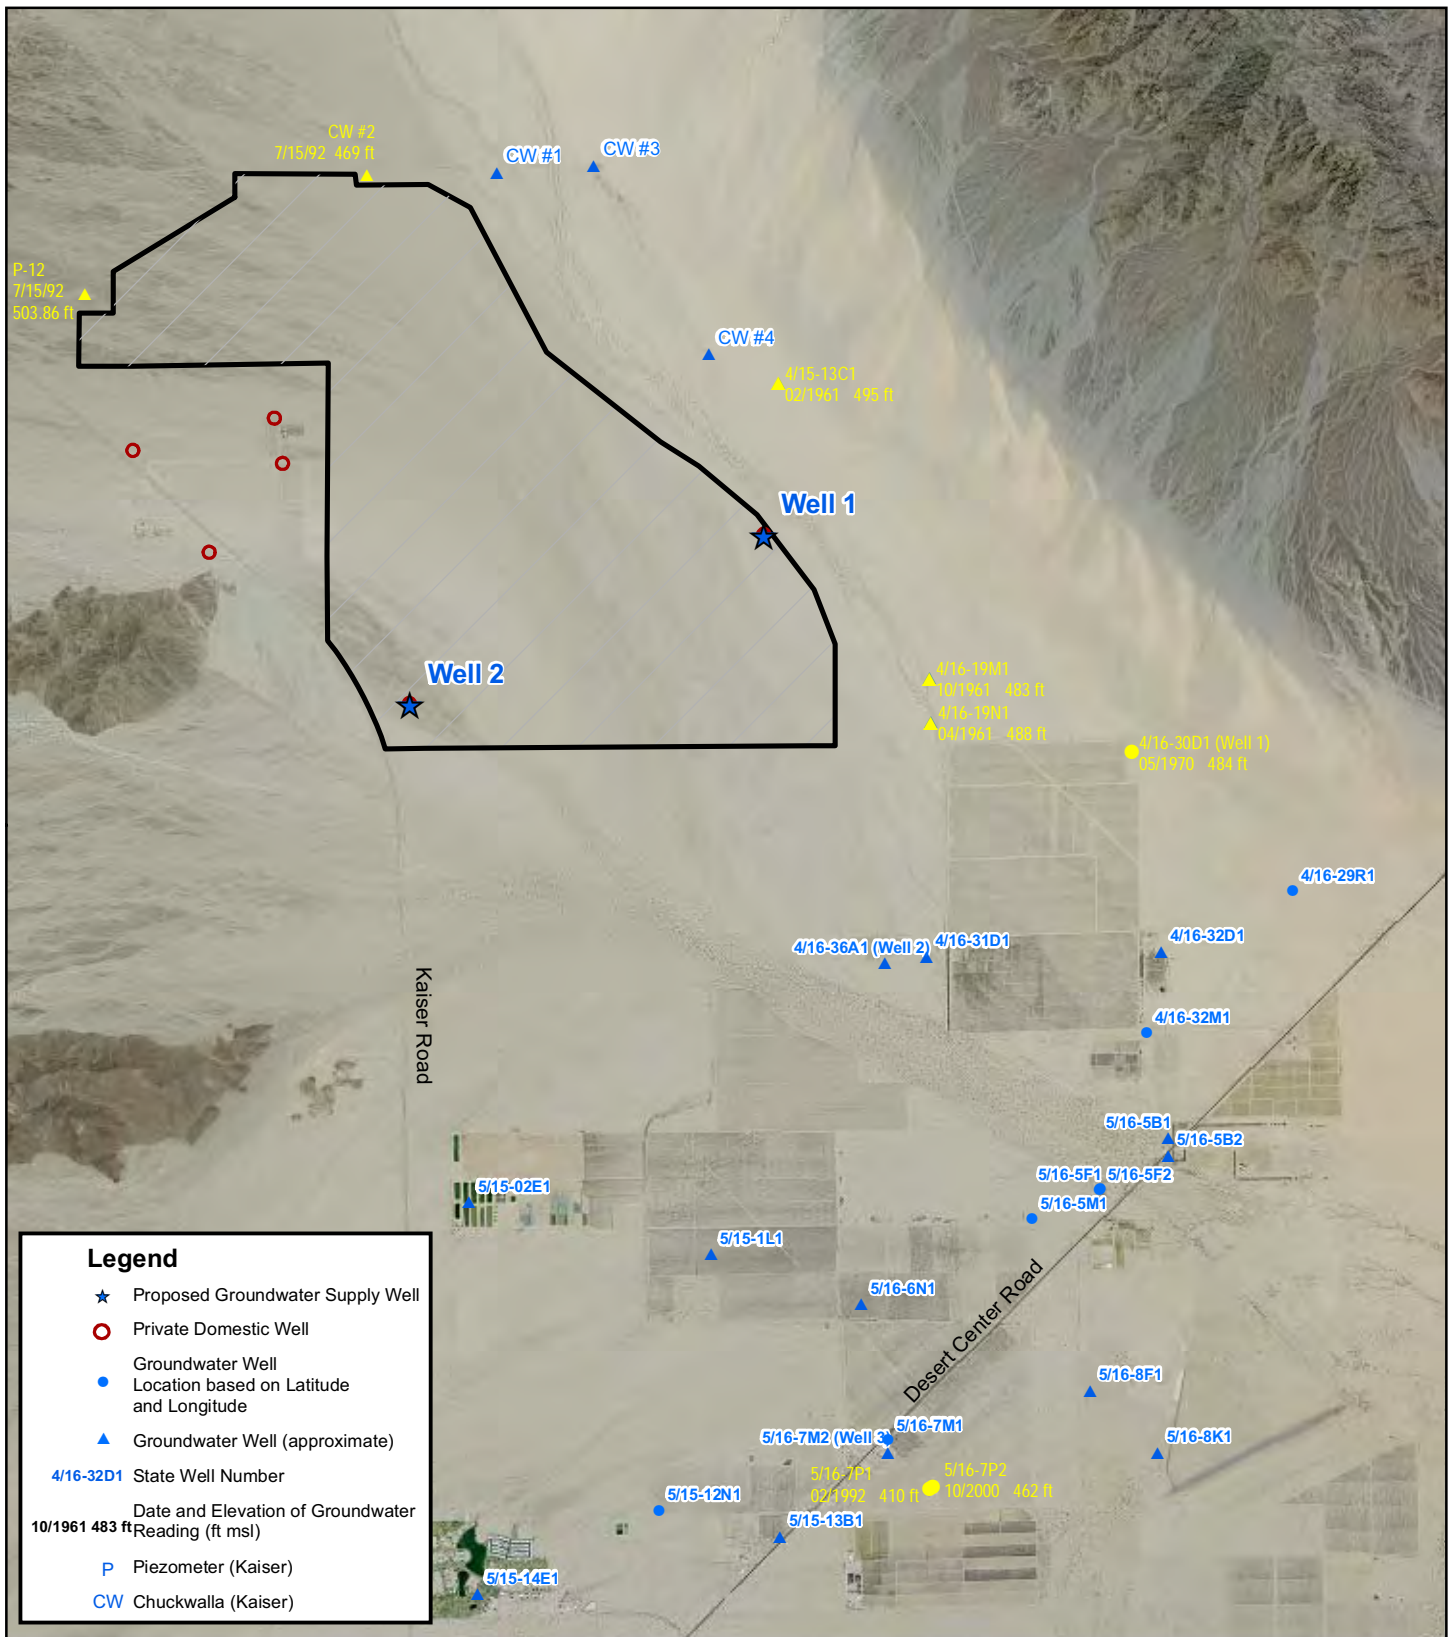 CW #2
7/15/92 469 ft
CW #1
CW #3
P-12
7/15/92
503.86 ft
CW #4
4/15-13C1
02/1961 495 ft
Well 1
Well 2
4/16-19M1
10/1961 483 ft
4/16-19N1
04/1961 488 ft
4/16-30D1 (Well 1)
05/1970 484 ft
4/16-29R1
4/16-36A1 (Well 2)
4/16-31D1
4/16-32D1
Kaiser Road
4/16-32M1
5/16-5B1
5/16-5B2
5/16-5F1
5/16-5F2
5/15-02E1
5/16-5M1
5/15-1L1
5/16-6N1
Desert Center Road
5/16-8F1
5/16-7M1
5/16-7M2 (Well 3)
5/16-8K1
5/16-7P1
02/1992 410 ft
5/16-7P2
10/2000 462 ft
5/15-12N1
5/15-13B1
5/15-14E1
Legend
Proposed Groundwater Supply Well
Private Domestic Well
Groundwater Well
Location based on Latitude
and Longitude
Groundwater Well (approximate)
4/16-32D1 State Well Number
10/1961 483 ft Date and Elevation of Groundwater
Reading (ft msl)
P Piezometer (Kaiser)
CW Chuckwalla (Kaiser)